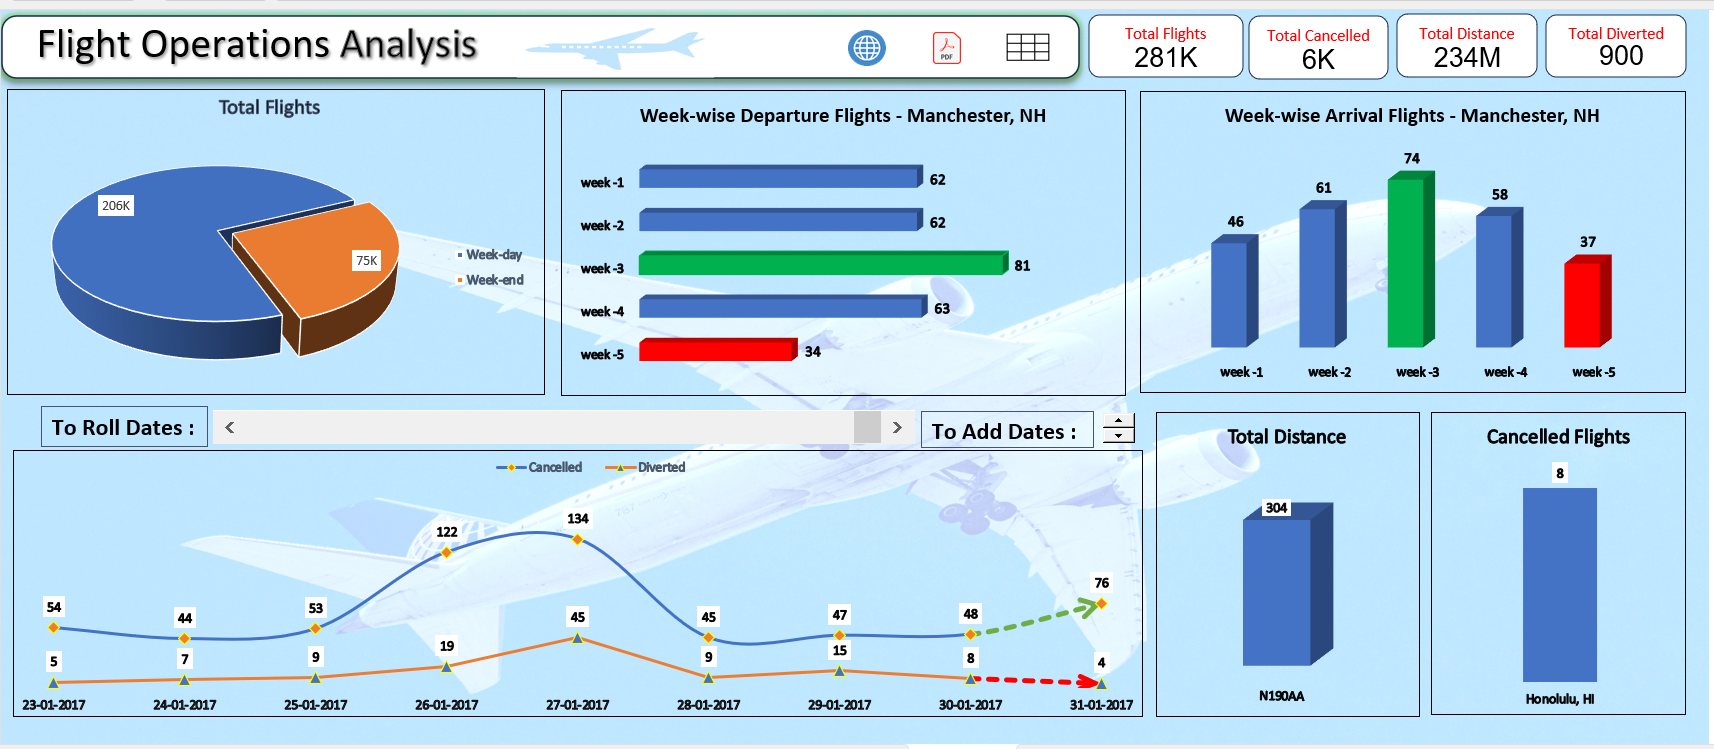 Flight Operations Analysis
PDF
Total Flights
281K
Total Cancelled
6K
Total Distance
234M
Total Diverted
900
Total Flights
206K
75K
Week-day
Week-end
Week-wise Departure Flights - Manchester, NH
week -1 62
week -2 62
week -3 81
week -4 63
week -5 34
Week-wise Arrival Flights - Manchester, NH
46 61 74 58 37
week -1 week -2 week -3 week -4 week -5
To Roll Dates :
To Add Dates :
Cancelled Diverted
54 44 53 122 134 45 47 48 76
5 7 9 19 45 9 15 8 4
23-01-2017 24-01-2017 25-01-2017 26-01-2017 27-01-2017 28-01-2017 29-01-2017 30-01-2017 31-01-2017
Total Distance
304
N190AA
Cancelled Flights
8
Honolulu, HI
787